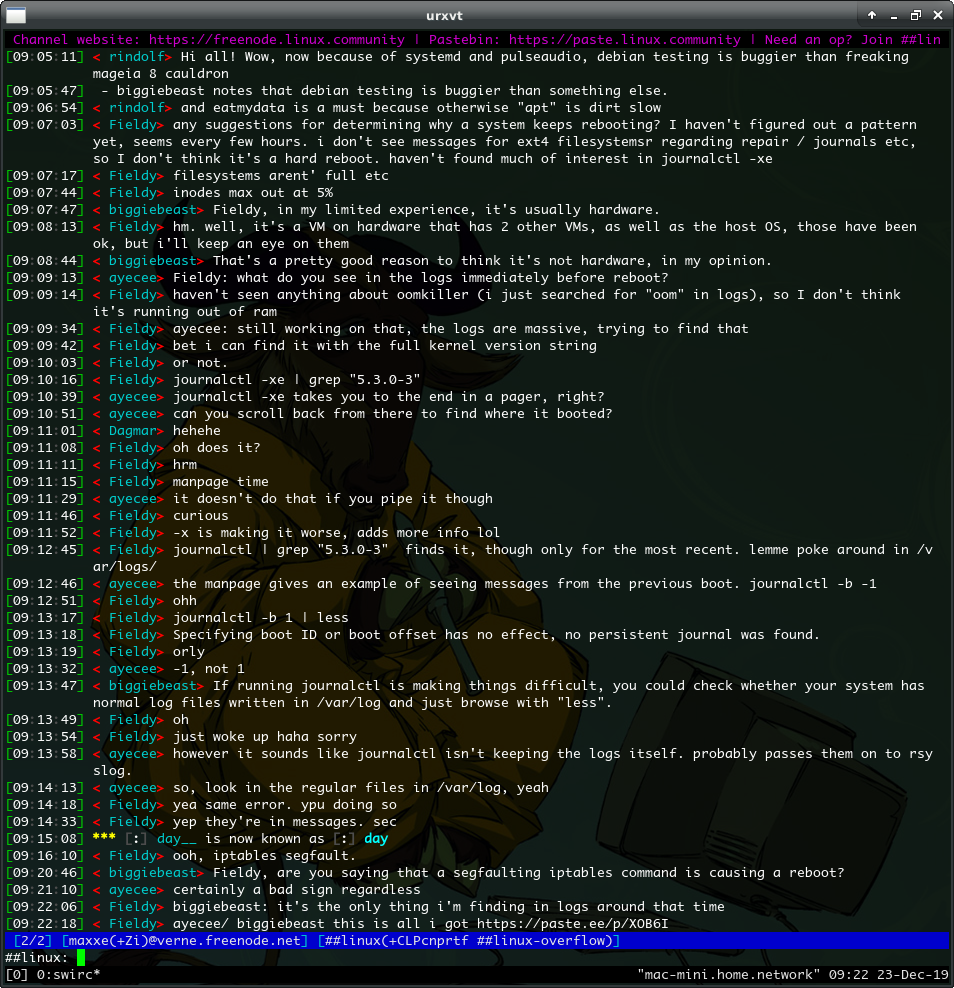 urxvt
Channel website: https://freenode.linux.community | Pastebin: https://paste.linux.community | Need an op? Join ##lin
[09:05:11] < rindolf> Hi all! Wow, now because of systemd and pulseaudio, debian testing is buggier than freaking
mageia 8 cauldron
[09:05:47]  - biggiebeast notes that debian testing is buggier than something else.
[09:06:54] < rindolf> and eatmydata is a must because otherwise "apt" is dirt slow
[09:07:03] < Fieldy> any suggestions for determining why a system keeps rebooting? I haven't figured out a pattern
yet, seems every few hours. i don't see messages for ext4 filesystemsr regarding repair / journals etc,
so I don't think it's a hard reboot. haven't found much of interest in journalctl -xe
[09:07:17] < Fieldy> filesystems arent' full etc
[09:07:44] < Fieldy> inodes max out at 5%
[09:07:47] < biggiebeast> Fieldy, in my limited experience, it's usually hardware.
[09:08:13] < Fieldy> hm. well, it's a VM on hardware that has 2 other VMs, as well as the host OS, those have been
ok, but i'll keep an eye on them
[09:08:44] < biggiebeast> That's a pretty good reason to think it's not hardware, in my opinion.
[09:09:13] < ayecee> Fieldy: what do you see in the logs immediately before reboot?
[09:09:14] < Fieldy> haven't seen anything about oomkiller (i just searched for "oom" in logs), so I don't think
it's running out of ram
[09:09:34] < Fieldy> ayecee: still working on that, the logs are massive, trying to find that
[09:09:42] < Fieldy> bet i can find it with the full kernel version string
[09:10:03] < Fieldy> or not.
[09:10:16] < Fieldy> journalctl -xe | grep "5.3.0-3"
[09:10:39] < ayecee> journalctl -xe takes you to the end in a pager, right?
[09:10:51] < ayecee> can you scroll back from there to find where it booted?
[09:11:01] < Dagmar> hehehe
[09:11:08] < Fieldy> oh does it?
[09:11:11] < Fieldy> hrm
[09:11:15] < Fieldy> manpage time
[09:11:29] < ayecee> it doesn't do that if you pipe it though
[09:11:46] < Fieldy> curious
[09:11:52] < Fieldy> -x is making it worse, adds more info lol
[09:12:45] < Fieldy> journalctl | grep "5.3.0-3"  finds it, though only for the most recent. lemme poke around in /v
ar/logs/
[09:12:46] < ayecee> the manpage gives an example of seeing messages from the previous boot. journalctl -b -1
[09:12:51] < Fieldy> ohh
[09:13:17] < Fieldy> journalctl -b 1 | less
[09:13:18] < Fieldy> Specifying boot ID or boot offset has no effect, no persistent journal was found.
[09:13:19] < Fieldy> orly
[09:13:32] < ayecee> -1, not 1
[09:13:47] < biggiebeast> If running journalctl is making things difficult, you could check whether your system has
normal log files written in /var/log and just browse with "less".
[09:13:49] < Fieldy> oh
[09:13:54] < Fieldy> just woke up haha sorry
[09:13:58] < ayecee> however it sounds like journalctl isn't keeping the logs itself. probably passes them on to rsy
slog.
[09:14:13] < ayecee> so, look in the regular files in /var/log, yeah
[09:14:18] < Fieldy> yea same error. ypu doing so
[09:14:33] < Fieldy> yep they're in messages. sec
[09:15:08] *** [:] day__ is now known as [:] day
[09:16:10] < Fieldy> ooh, iptables segfault.
[09:20:46] < biggiebeast> Fieldy, are you saying that a segfaulting iptables command is causing a reboot?
[09:21:10] < ayecee> certainly a bad sign regardless
[09:22:06] < Fieldy> biggiebeast: it's the only thing i'm finding in logs around that time
[09:22:18] < Fieldy> ayecee/ biggiebeast this is all i got https://paste.ee/p/XOB6I
[2/2] [maxxe(+Zi)@verne.freenode.net] [##linux(+CLPcnprtf ##linux-overflow)]
##linux:
[0] 0:swirc* "mac-mini.home.network" 09:22 23-Dec-19